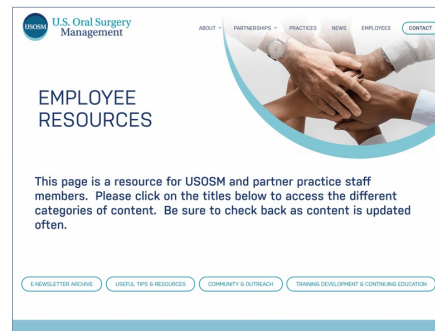 USOSM
U.S. Oral Surgery
Management
ABOUT
PARTNERSHIPS
PRACTICES
NEWS
EMPLOYEES
CONTACT
EMPLOYEE
RESOURCES
This page is a resource for USOSM and partner practice staff
members. Please click on the titles below to access the different
categories of content. Be sure to check back as content is updated
often.
E-NEWSLETTER ARCHIVE
USEFUL TIPS & RESOURCES
COMMUNITY & OUTREACH
TRAINING DEVELOPMENT & CONTINUING EDUCATION